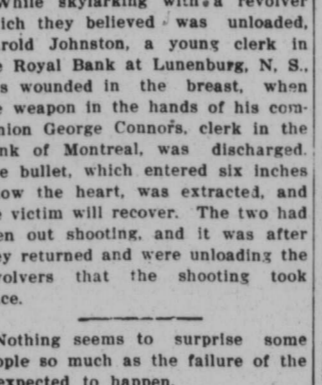 While skylarking with a revolver
ich they believed was unloaded,
rold Johnston, a young clerk in
e Royal Bank at Lunenburg, N. S.,
s wounded in the breast, when
e weapon in the hands of his com-
nion George Connors, clerk in the
nk of Montreal, was discharged.
e bullet, which entered six inches
ow the heart, was extracted, and
e victim will recover. The two had
en out shooting, and it was after
ey returned and were unloading the
volvers that the shooting took
ce.
Nothing seems to surprise some
ople so much as the failure of the
expected to happen.